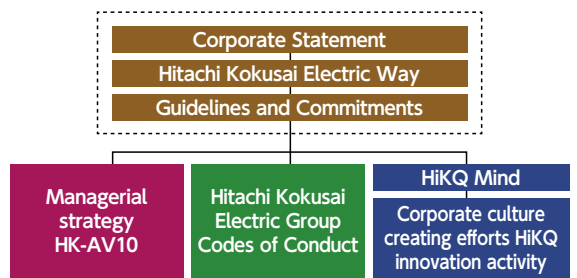 Corporate Statement
Hitachi Kokusai Electric Way
Guidelines and Commitments
Managerial
strategy
HK-AV10
Hitachi Kokusai
Electric Group
Codes of Conduct
HiKQ Mind
Corporate culture
creating efforts HiKQ
innovation activity